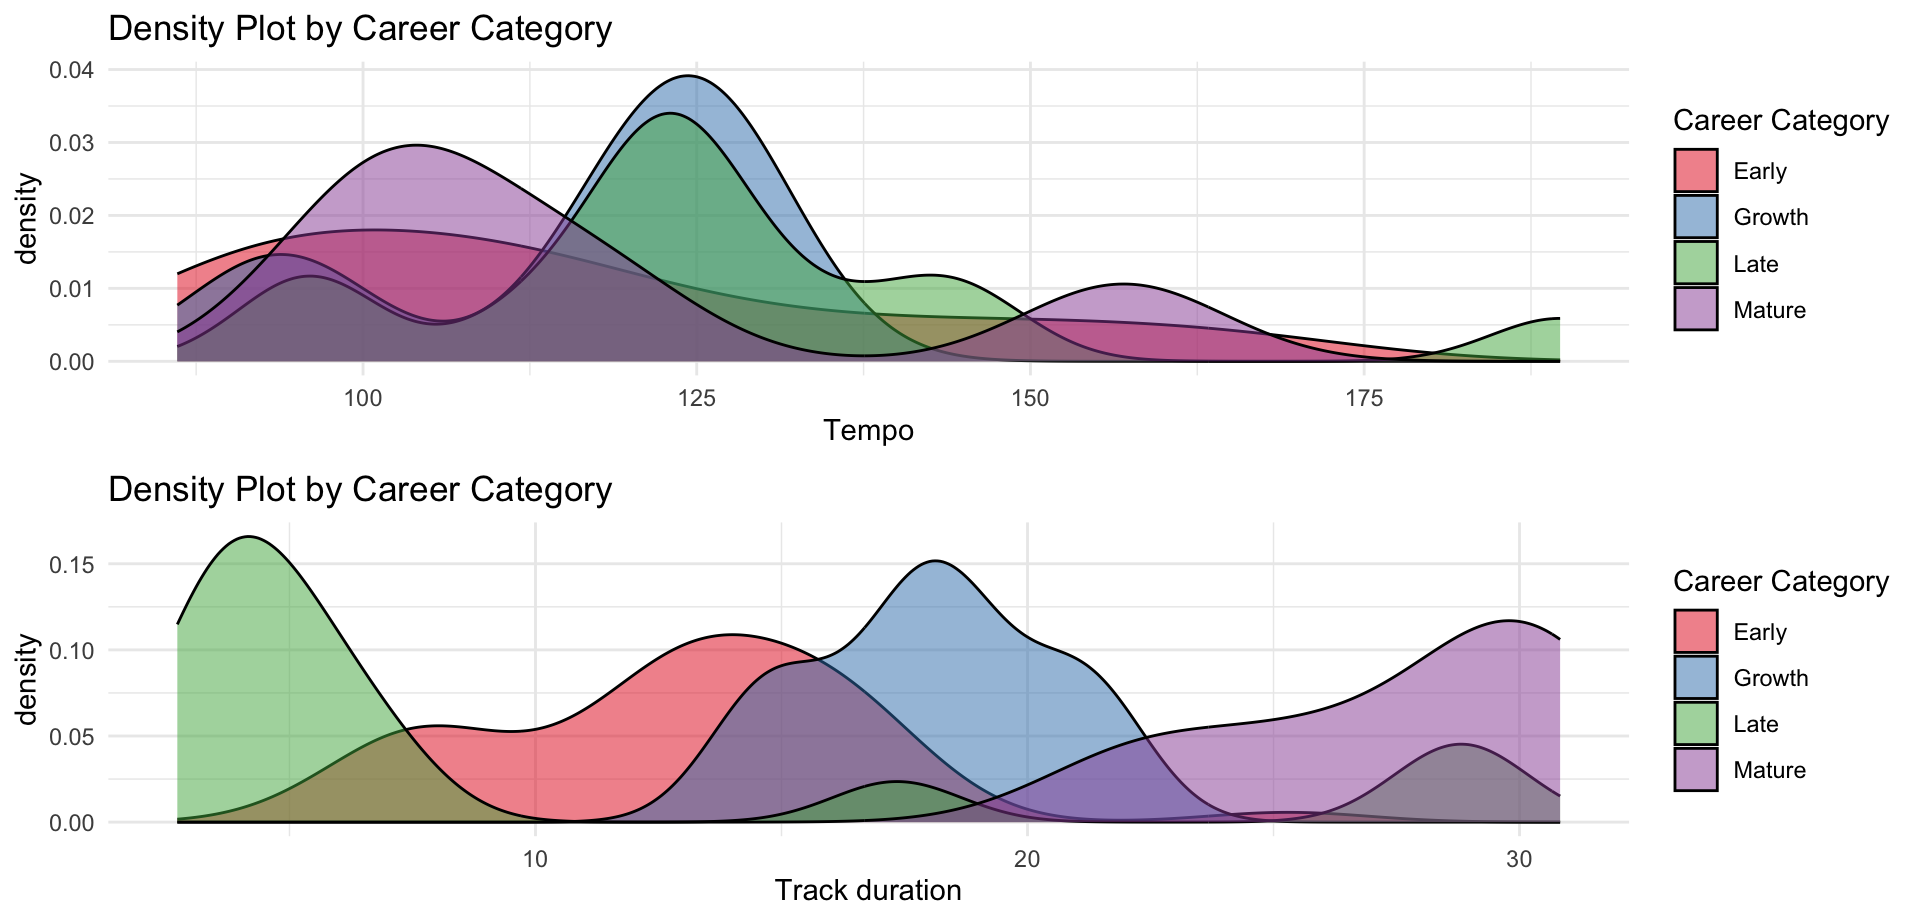 Density Plot by Career Category
0.04
0.03
0.02
0.01
0.00
density
100 125 150 175
Tempo
Career Category
Early
Growth
Late
Mature
Density Plot by Career Category
0.15
0.10
0.05
0.00
density
10 20 30
Track duration
Career Category
Early
Growth
Late
Mature